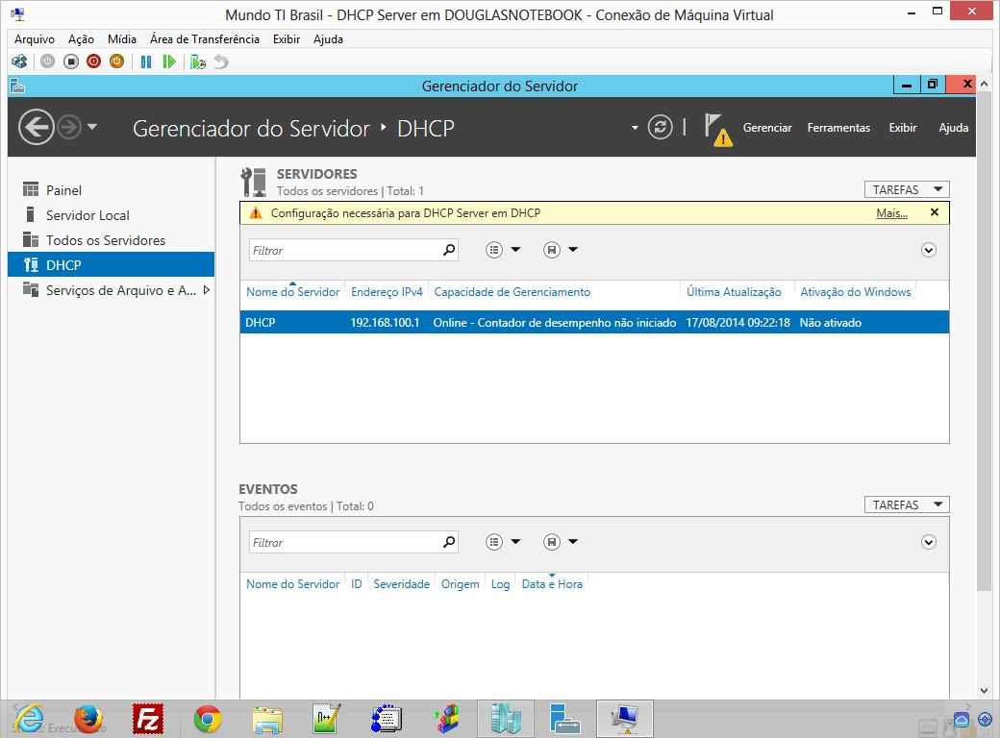 Mundo TI Brasil - DHCP Server em DOUGLASNOTEBOOK - Conexão de Máquina Virtual
Arquivo Ação Mídia Área de Transferência Exibir Ajuda
Gerenciador do Servidor
Gerenciador do Servidor ‣ DHCP
Gerenciar Ferramentas Exibir Ajuda
Painel
Servidor Local
Todos os Servidores
DHCP
Serviços de Arquivo e A...
SERVIDORES
Todos os servidores | Total: 1
TAREFAS
Configuração necessária para DHCP Server em DHCP Mais...
Filtrar
Nome do Servidor Endereço IPv4 Capacidade de Gerenciamento Última Atualização Ativação do Windows
DHCP 192.168.100.1 Online - Contador de desempenho não iniciado 17/08/2014 09:22:18 Não ativado
EVENTOS
Todos os eventos | Total: 0
TAREFAS
Filtrar
Nome do Servidor ID Severidade Origem Log Data e Hora